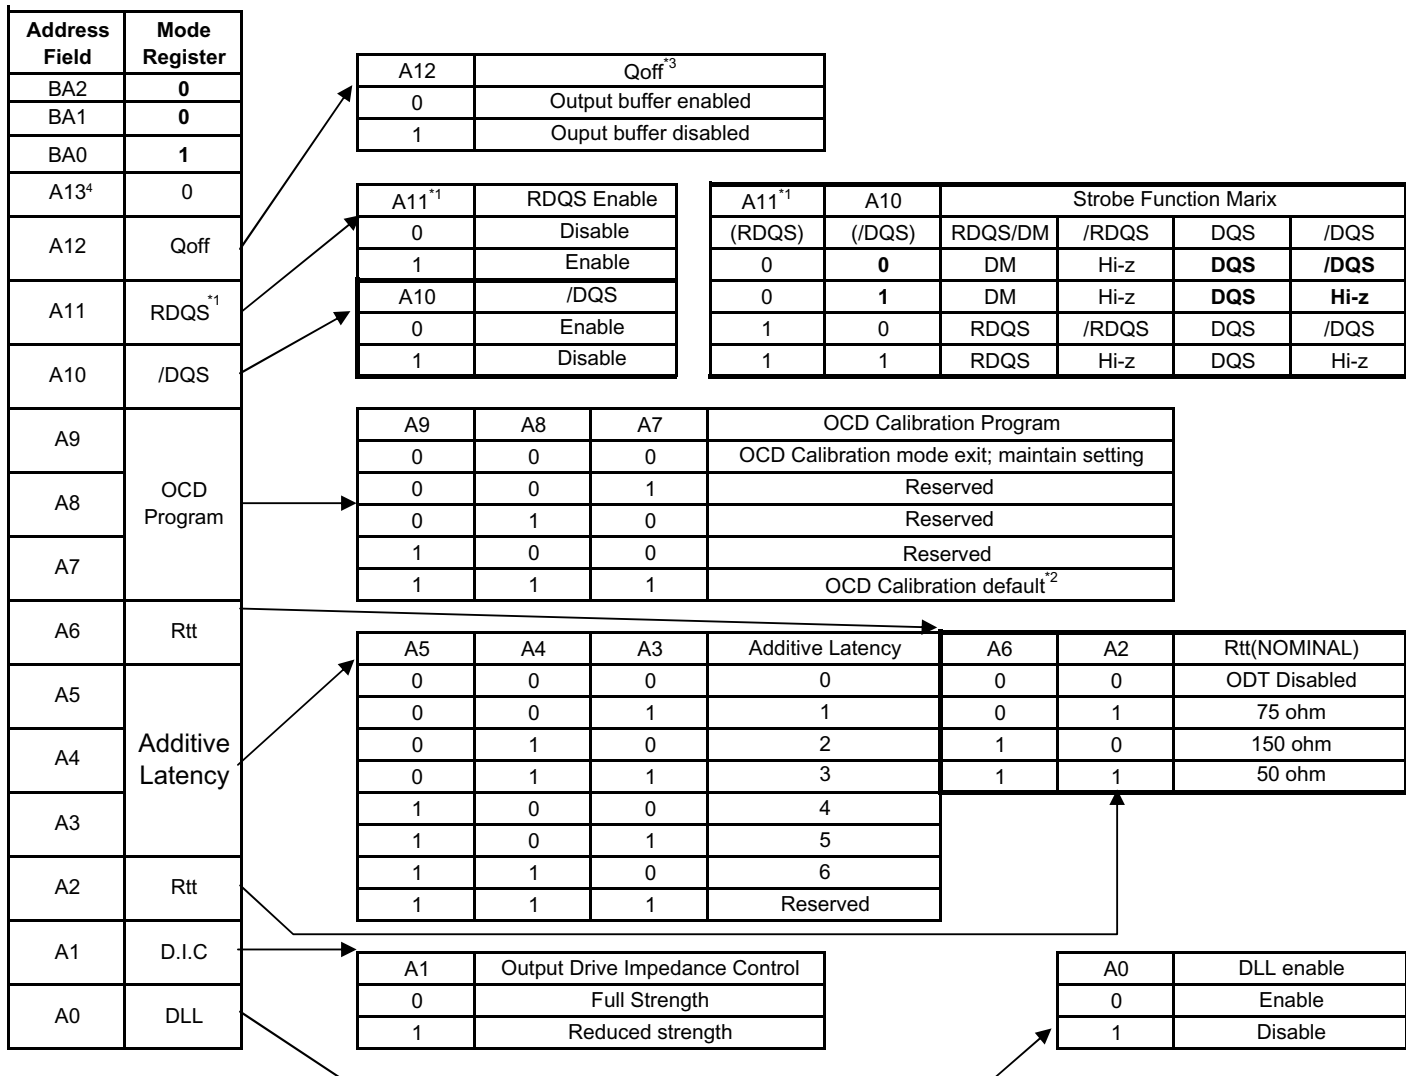 Address Field Mode Register
BA2 0
BA1 0
BA0 1
A13⁴ 0
A12 Qoff
A11 RDQS*1
A10 /DQS
A9
A8
A7
OCD
Program
A6 Rtt
A5
A4
A3
Additive
Latency
A2 Rtt
A1 D.I.C
A0 DLL
A12 Qoff*3
0 Output buffer enabled
1 Ouput buffer disabled
A11*1 RDQS Enable
0 Disable
1 Enable
A10 /DQS
0 Enable
1 Disable
A11*1 A10 Strobe Function Marix
(RDQS) (/DQS) RDQS/DM /RDQS DQS /DQS
0 0 DM Hi-z DQS /DQS
0 1 DM Hi-z DQS Hi-z
1 0 RDQS /RDQS DQS /DQS
1 1 RDQS Hi-z DQS Hi-z
A9 A8 A7 OCD Calibration Program
0 0 0 OCD Calibration mode exit; maintain setting
0 0 1 Reserved
0 1 0 Reserved
1 0 0 Reserved
1 1 1 OCD Calibration default*2
A5 A4 A3 Additive Latency
0 0 0 0
0 0 1 1
0 1 0 2
0 1 1 3
1 0 0 4
1 0 1 5
1 1 0 6
1 1 1 Reserved
A6 A2 Rtt(NOMINAL)
0 0 ODT Disabled
0 1 75 ohm
1 0 150 ohm
1 1 50 ohm
A1 Output Drive Impedance Control
0 Full Strength
1 Reduced strength
A0 DLL enable
0 Enable
1 Disable